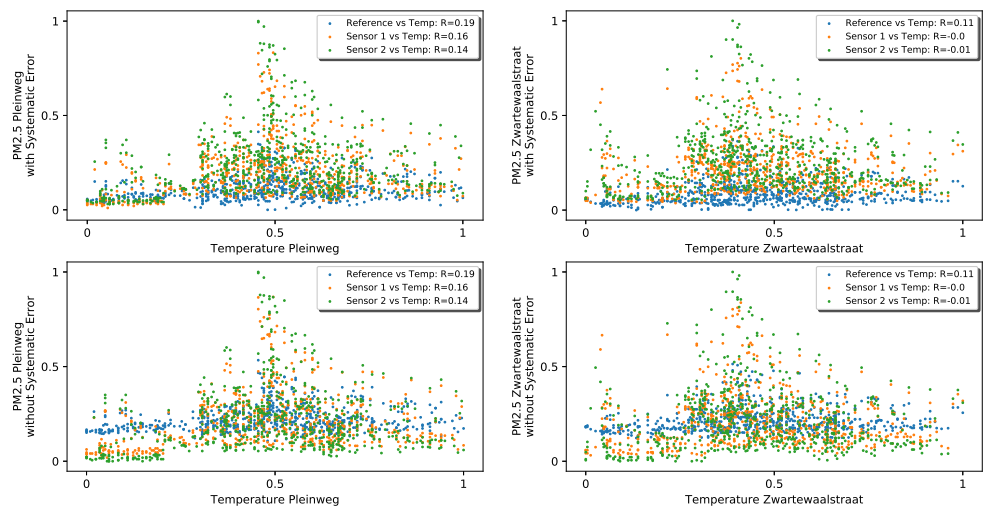 Reference vs Temp: R=0.19
Sensor 1 vs Temp: R=0.16
Sensor 2 vs Temp: R=0.14
1
0.5
0
PM2.5 Pleinweg
with Systematic Error
0
0.5
1
Temperature Pleinweg
Reference vs Temp: R=0.11
Sensor 1 vs Temp: R=-0.0
Sensor 2 vs Temp: R=-0.01
1
0.5
0
PM2.5 Zwartewaalstraat
with Systematic Error
0
0.5
1
Temperature Zwartewaalstraat
Reference vs Temp: R=0.19
Sensor 1 vs Temp: R=0.16
Sensor 2 vs Temp: R=0.14
1
0.5
0
PM2.5 Pleinweg
without Systematic Error
0
0.5
1
Temperature Pleinweg
Reference vs Temp: R=0.11
Sensor 1 vs Temp: R=-0.0
Sensor 2 vs Temp: R=-0.01
1
0.5
0
PM2.5 Zwartewaalstraat
without Systematic Error
0
0.5
1
Temperature Zwartewaalstraat